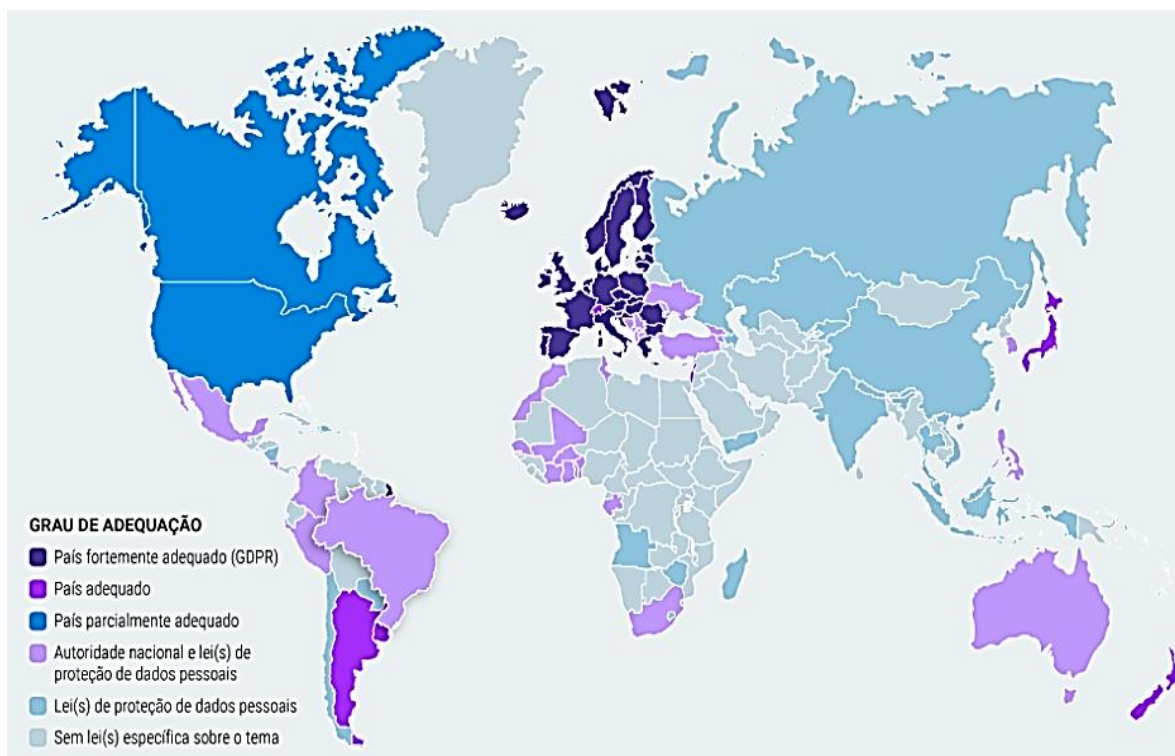 GRAU DE ADEQUAÇÃO
País fortemente adequado (GDPR)
País adequado
País parcialmente adequado
Autoridade nacional e lei(s) de
proteção de dados pessoais
Lei(s) de proteção de dados pessoais
Sem lei(s) específica sobre o tema